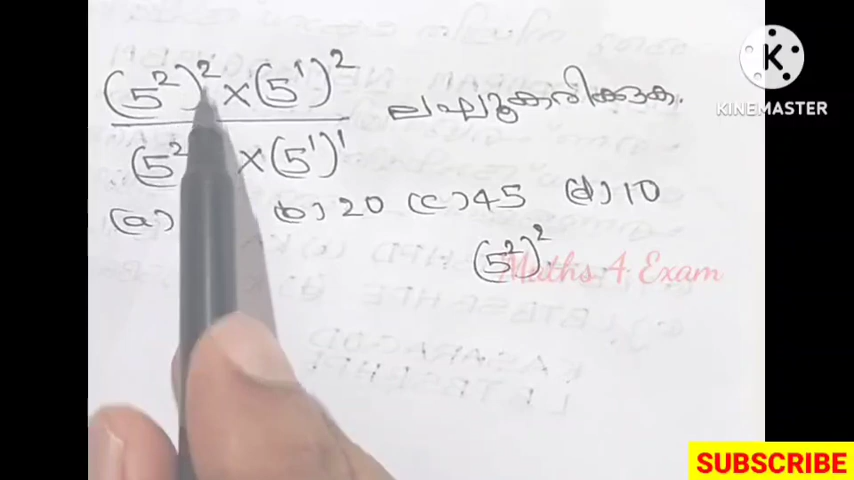 (5²)² × (5¹)² ലഘൂകരിക്കുക.
(5² × (5¹)¹
(a) (b) 20 (c) 45 (d) 10
(5²)²
Maths 4 Exam
KINEMASTER
SUBSCRIBE